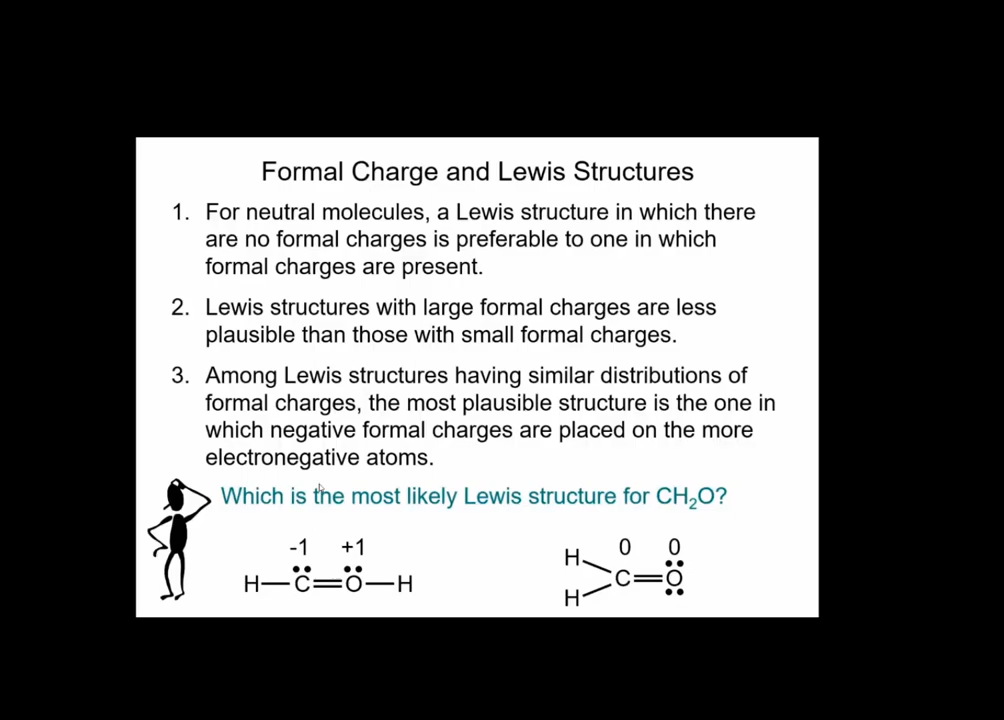 Formal Charge and Lewis Structures
1. For neutral molecules, a Lewis structure in which there
are no formal charges is preferable to one in which
formal charges are present.
2. Lewis structures with large formal charges are less
plausible than those with small formal charges.
3. Among Lewis structures having similar distributions of
formal charges, the most plausible structure is the one in
which negative formal charges are placed on the more
electronegative atoms.
Which is the most likely Lewis structure for CH₂O?
-1 +1
H—C=O—H
0 0
H
C=O
H